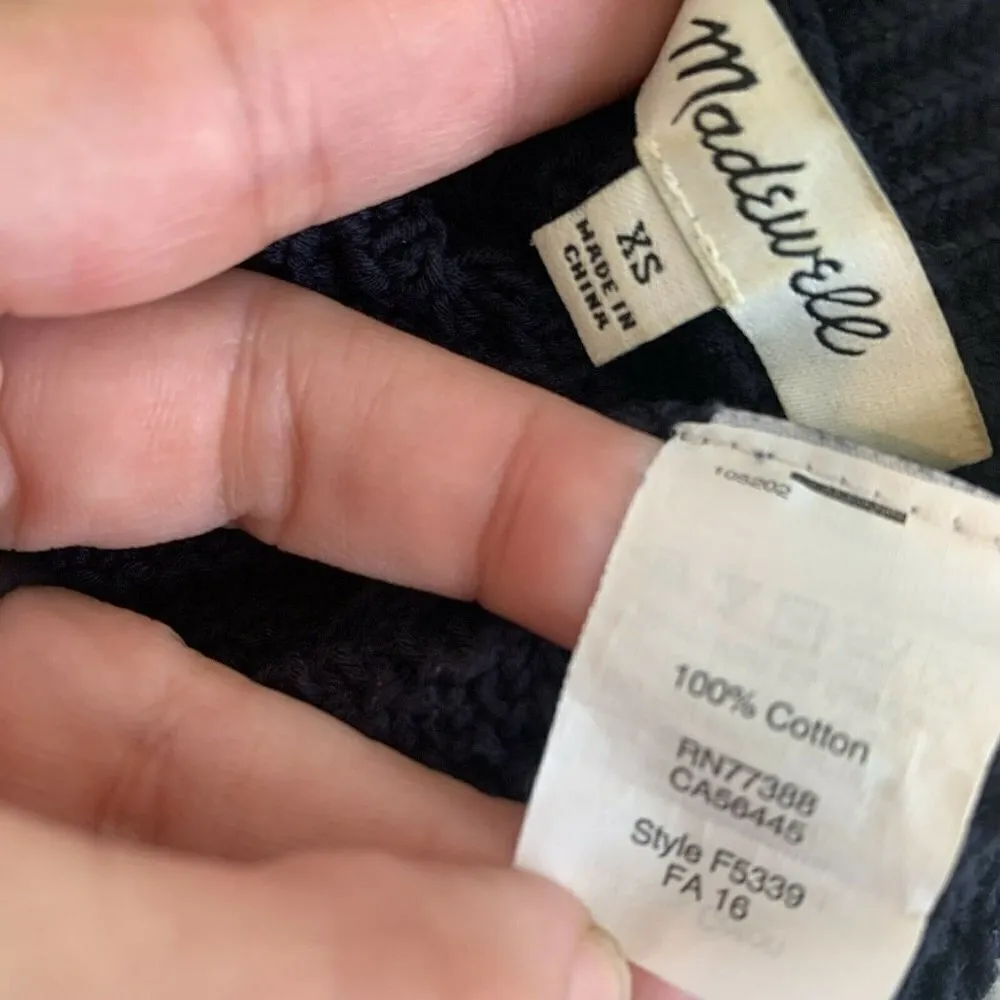 Madewell
XS
MADE IN
CHINA
100% Cotton
RN77388
CA56445
Style F5339
FA 16